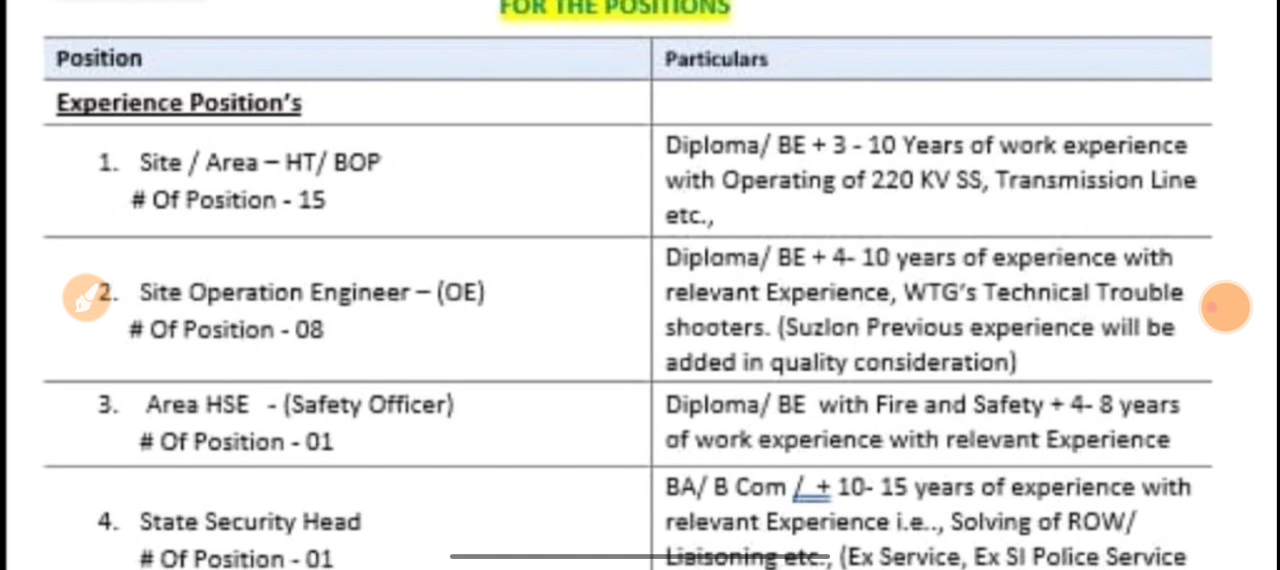 FOR THE POSITIONS
Position
Particulars
Experience Position's
1. Site / Area – HT/ BOP
# Of Position - 15
Diploma/ BE + 3 - 10 Years of work experience
with Operating of 220 KV SS, Transmission Line
etc.,
2. Site Operation Engineer – (OE)
# Of Position - 08
Diploma/ BE + 4- 10 years of experience with
relevant Experience, WTG's Technical Trouble
shooters. (Suzlon Previous experience will be
added in quality consideration)
3. Area HSE - (Safety Officer)
# Of Position - 01
Diploma/ BE with Fire and Safety + 4- 8 years
of work experience with relevant Experience
4. State Security Head
# Of Position - 01
BA/ B Com / + 10- 15 years of experience with
relevant Experience i.e.., Solving of ROW/
Liaisoning etc., (Ex Service, Ex SI Police Service